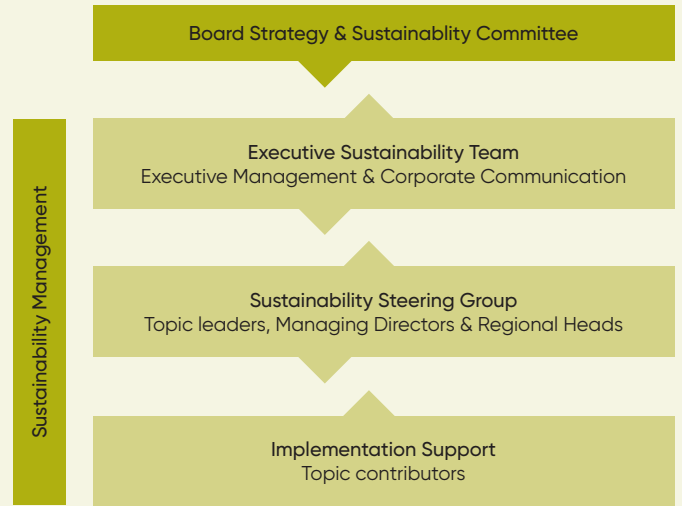 Board Strategy & Sustainablity Committee
Sustainability Management
Executive Sustainability Team
Executive Management & Corporate Communication
Sustainability Steering Group
Topic leaders, Managing Directors & Regional Heads
Implementation Support
Topic contributors